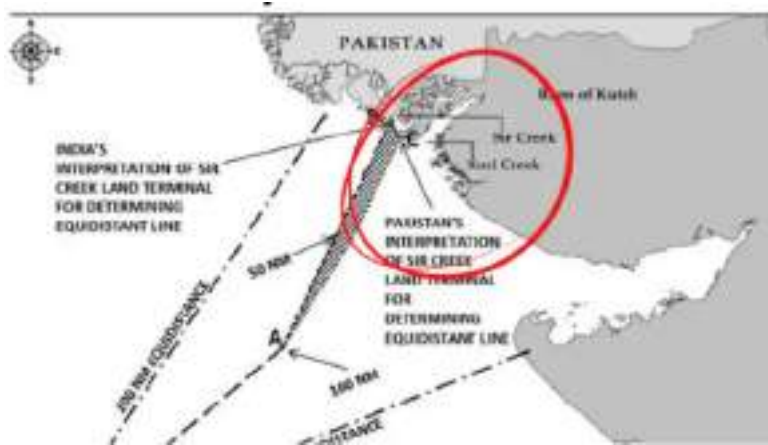 PAKISTAN
Rann of Kutch
Sir Creek
Kori Creek
INDIA'S
INTERPRETATION OF SIR
CREEK LAND TERMINAL
FOR DETERMINING
EQUIDISTANT LINE
C
PAKISTAN'S
INTERPRETATION
OF SIR CREEK
LAND TERMINAL
FOR
DETERMINING
EQUIDISTANT LINE
50 NM
A
100 NM
200 NM EQUIDISTANCE